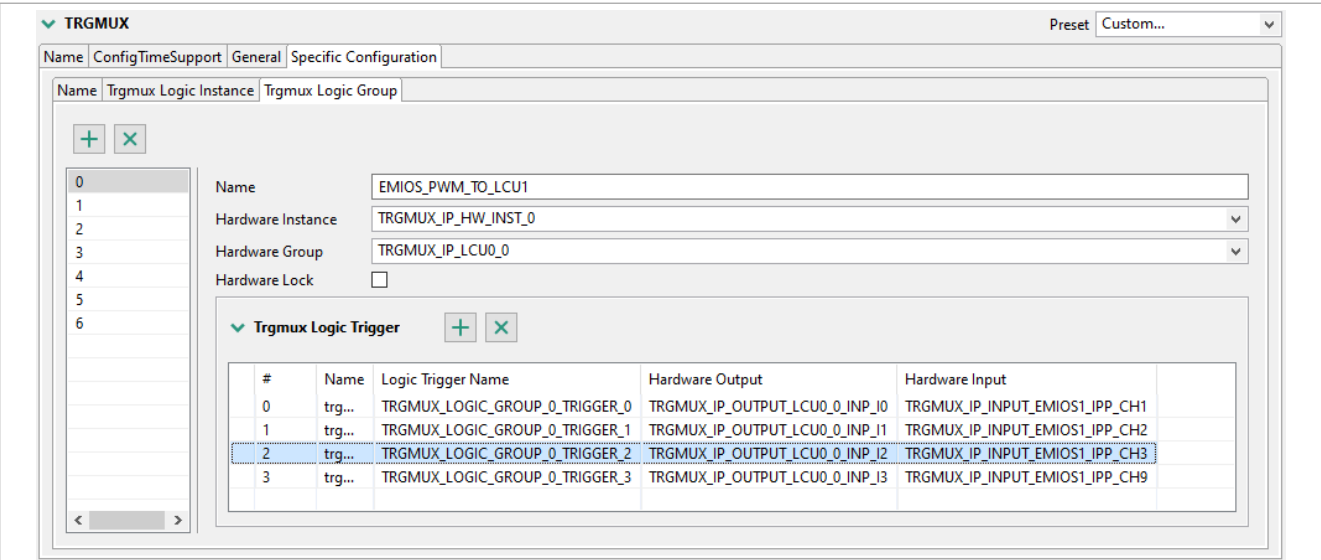 TRGMUX
Preset Custom...
Name ConfigTimeSupport General Specific Configuration
Name Trgmux Logic Instance Trgmux Logic Group
0
1
2
3
4
5
6
Name EMIOS_PWM_TO_LCU1
Hardware Instance TRGMUX_IP_HW_INST_0
Hardware Group TRGMUX_IP_LCU0_0
Hardware Lock
Trgmux Logic Trigger
# Name Logic Trigger Name Hardware Output Hardware Input
0 trg... TRGMUX_LOGIC_GROUP_0_TRIGGER_0 TRGMUX_IP_OUTPUT_LCU0_0_INP_I0 TRGMUX_IP_INPUT_EMIOS1_IPP_CH1
1 trg... TRGMUX_LOGIC_GROUP_0_TRIGGER_1 TRGMUX_IP_OUTPUT_LCU0_0_INP_I1 TRGMUX_IP_INPUT_EMIOS1_IPP_CH2
2 trg... TRGMUX_LOGIC_GROUP_0_TRIGGER_2 TRGMUX_IP_OUTPUT_LCU0_0_INP_I2 TRGMUX_IP_INPUT_EMIOS1_IPP_CH3
3 trg... TRGMUX_LOGIC_GROUP_0_TRIGGER_3 TRGMUX_IP_OUTPUT_LCU0_0_INP_I3 TRGMUX_IP_INPUT_EMIOS1_IPP_CH9